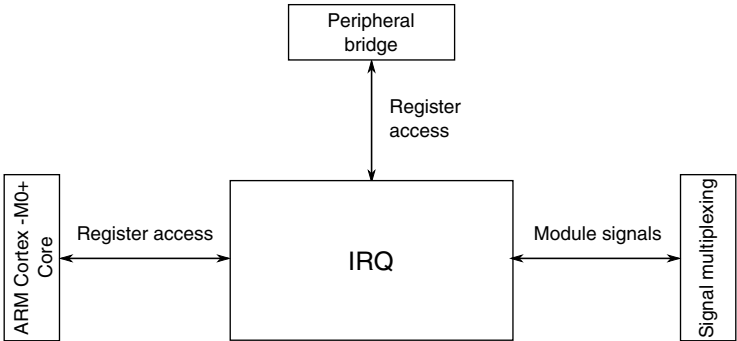 Peripheral
bridge
Register
access
ARM Cortex -M0+
Core
Register access
IRQ
Module signals
Signal multiplexing